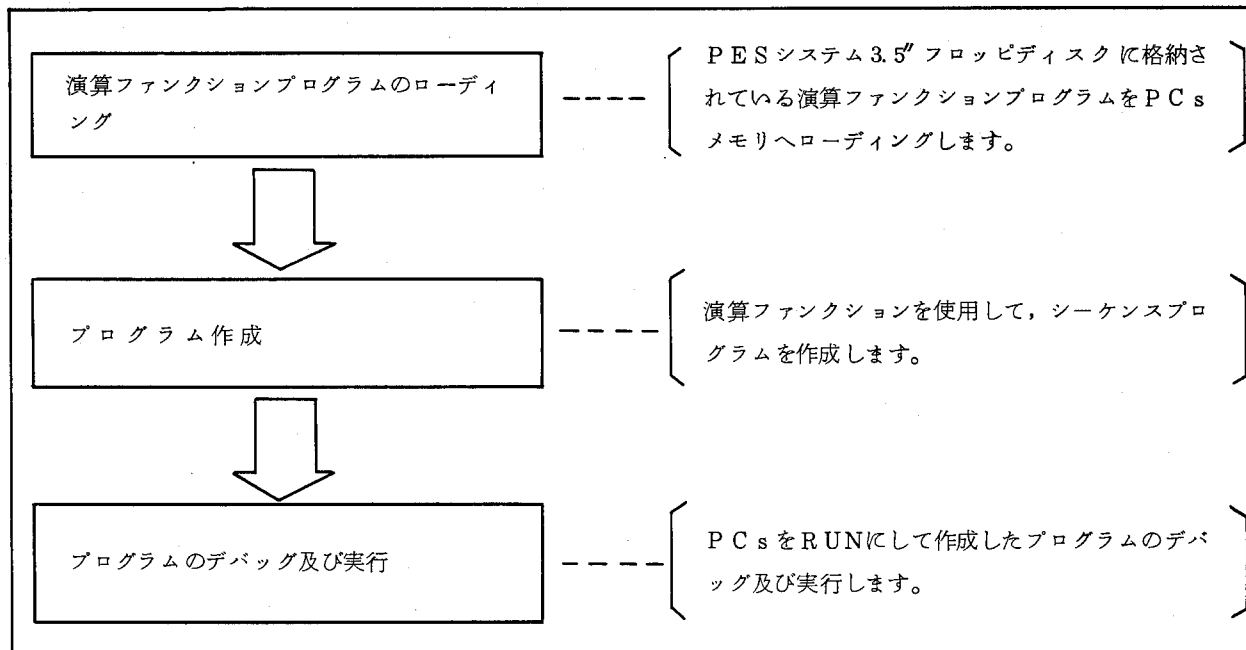 演算ファンクションプログラムのローディ
ング
PESシステム3.5″フロッピディスクに格納さ
れている演算ファンクションプログラムをPCs
メモリへローディングします。
プログラム作成
演算ファンクションを使用して，シーケンスプロ
グラムを作成します。
プログラムのデバッグ及び実行
PCsをRUNにして作成したプログラムのデバ
ッグ及び実行します。